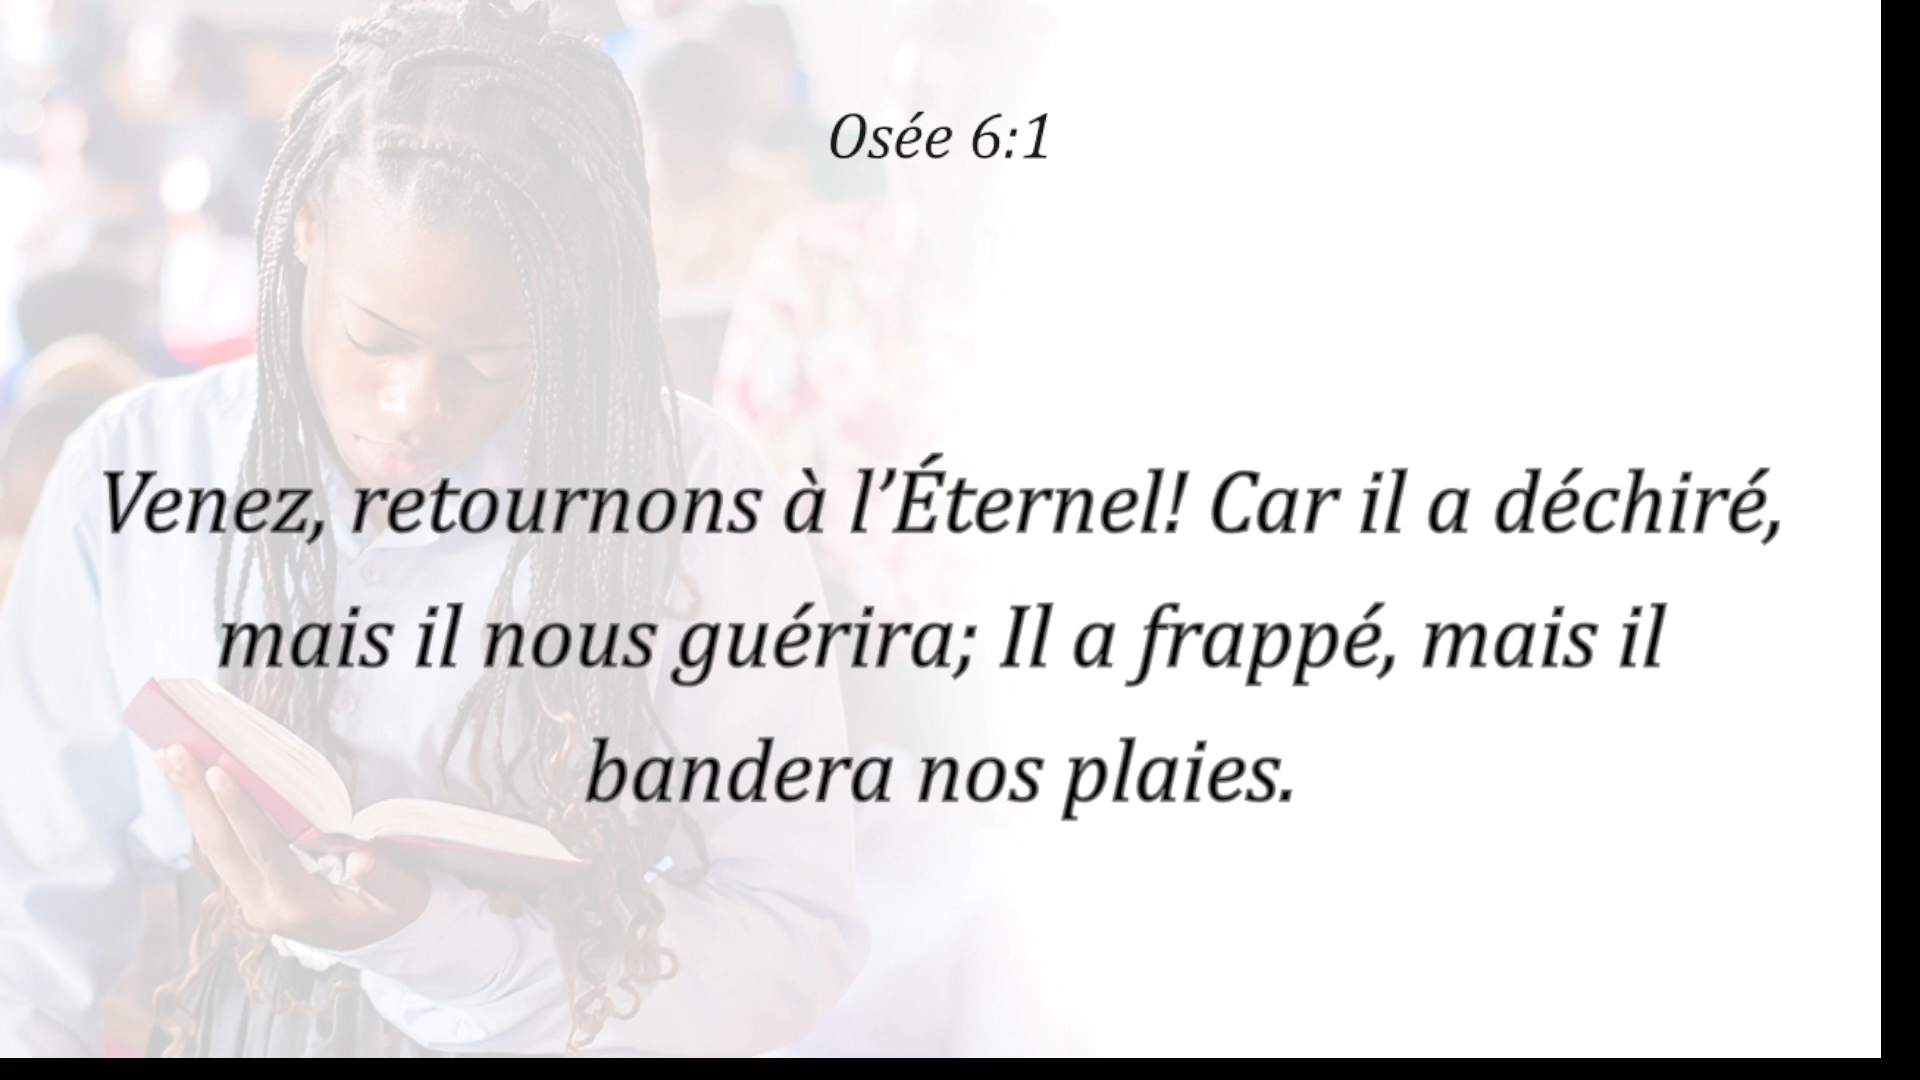 Osée 6:1
Venez, retournons à l’Éternel! Car il a déchiré,
mais il nous guérira; Il a frappé, mais il
bandera nos plaies.